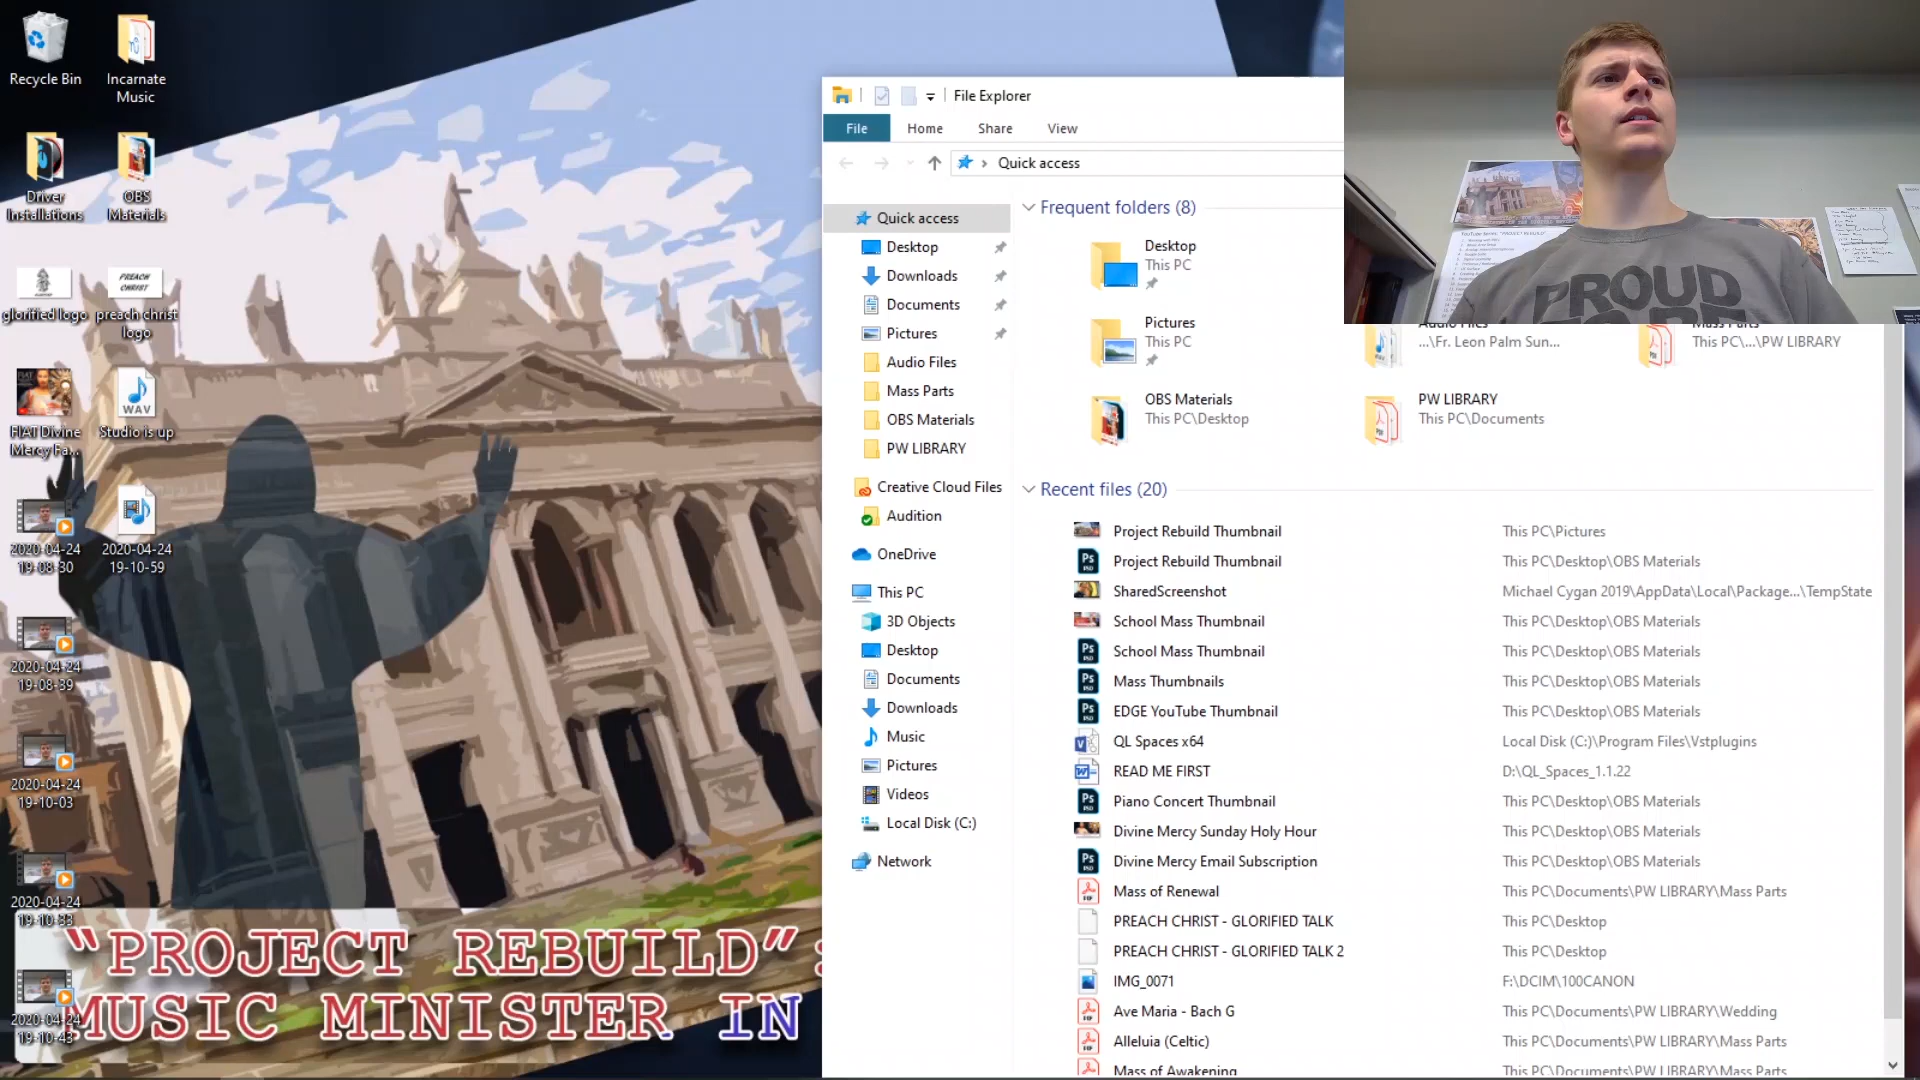 Recycle Bin
Incarnate
Music
Driver
Installations
OBS
Materials
PREACH
CHRIST
glorified logo
preach christ
logo
FIAT Divine
Mercy Fa...
WAV
Studio is up
2020-04-24
19-08-30
2020-04-24
19-10-59
2020-04-24
19-08-39
2020-04-24
19-10-03
2020-04-24
19-10-33
2020-04-24
19-10-43
"PROJECT REBUILD":
MUSIC MINISTER IN
File Explorer
File
Home
Share
View
Quick access
Quick access
Desktop
Downloads
Documents
Pictures
Audio Files
Mass Parts
OBS Materials
PW LIBRARY
Creative Cloud Files
Audition
OneDrive
This PC
3D Objects
Desktop
Documents
Downloads
Music
Pictures
Videos
Local Disk (C:)
Network
Frequent folders (8)
Desktop
This PC
Pictures
This PC
Audio Files
...\Fr. Leon Palm Sun...
Mass Parts
This PC\...\PW LIBRARY
OBS Materials
This PC\Desktop
PW LIBRARY
This PC\Documents
Recent files (20)
Project Rebuild Thumbnail This PC\Pictures
Project Rebuild Thumbnail This PC\Desktop\OBS Materials
SharedScreenshot Michael Cygan 2019\AppData\Local\Package...\TempState
School Mass Thumbnail This PC\Desktop\OBS Materials
School Mass Thumbnail This PC\Desktop\OBS Materials
Mass Thumbnails This PC\Desktop\OBS Materials
EDGE YouTube Thumbnail This PC\Desktop\OBS Materials
QL Spaces x64 Local Disk (C:)\Program Files\Vstplugins
READ ME FIRST D:\QL_Spaces_1.1.22
Piano Concert Thumbnail This PC\Desktop\OBS Materials
Divine Mercy Sunday Holy Hour This PC\Desktop\OBS Materials
Divine Mercy Email Subscription This PC\Desktop\OBS Materials
Mass of Renewal This PC\Documents\PW LIBRARY\Mass Parts
PREACH CHRIST - GLORIFIED TALK This PC\Desktop
PREACH CHRIST - GLORIFIED TALK 2 This PC\Desktop
IMG_0071 F:\DCIM\100CANON
Ave Maria - Bach G This PC\Documents\PW LIBRARY\Wedding
Alleluia (Celtic) This PC\Documents\PW LIBRARY\Mass Parts
Mass of Awakening This PC\Documents\PW LIBRARY\Mass Parts
PROUD